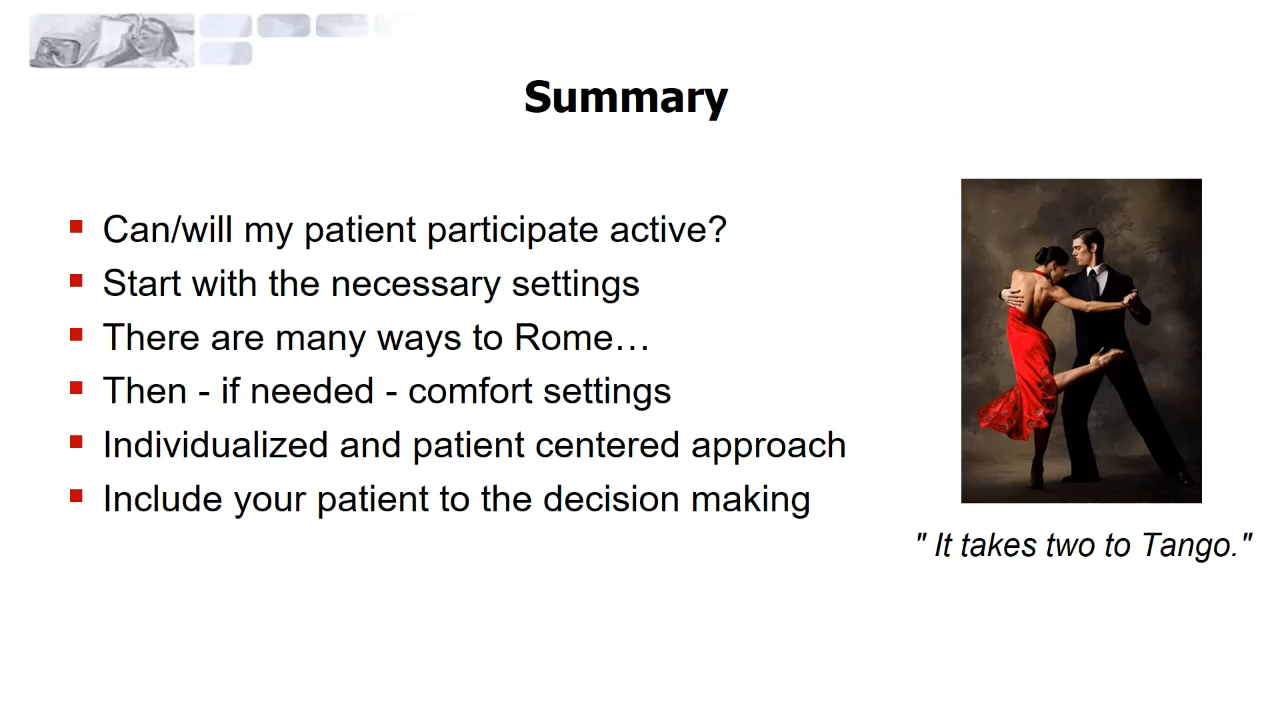 Summary
Can/will my patient participate active?
Start with the necessary settings
There are many ways to Rome…
Then - if needed - comfort settings
Individualized and patient centered approach
Include your patient to the decision making
" It takes two to Tango."